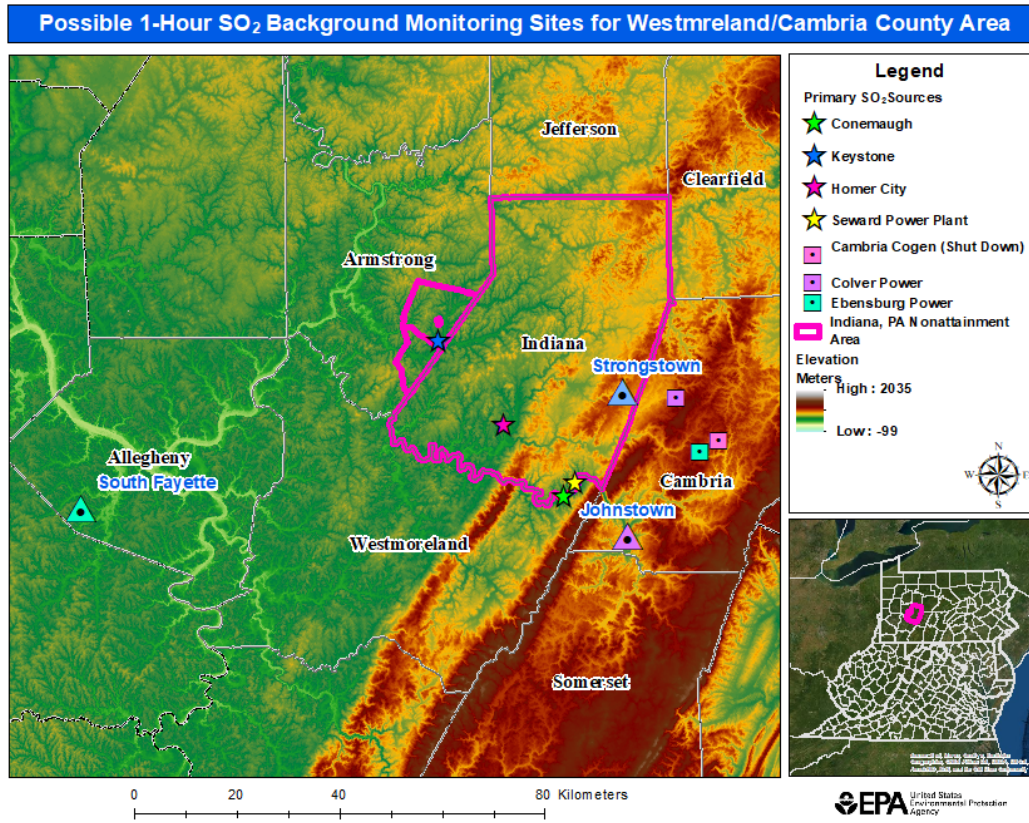 Possible 1-Hour SO₂ Background Monitoring Sites for Westmreland/Cambria County Area
Jefferson
Clearfield
Armstrong
Indiana
Strongstown
Allegheny
South Fayette
Cambria
Johnstown
Westmoreland
Somerset
Legend
Primary SO₂Sources
Conemaugh
Keystone
Homer City
Seward Power Plant
Cambria Cogen (Shut Down)
Colver Power
Ebensburg Power
Indiana, PA Nonattainment
Area
Elevation
Meters
High : 2035
Low : -99
N
W
E
S
0 20 40 80 Kilometers
EPA
United States
Environmental Protection
Agency